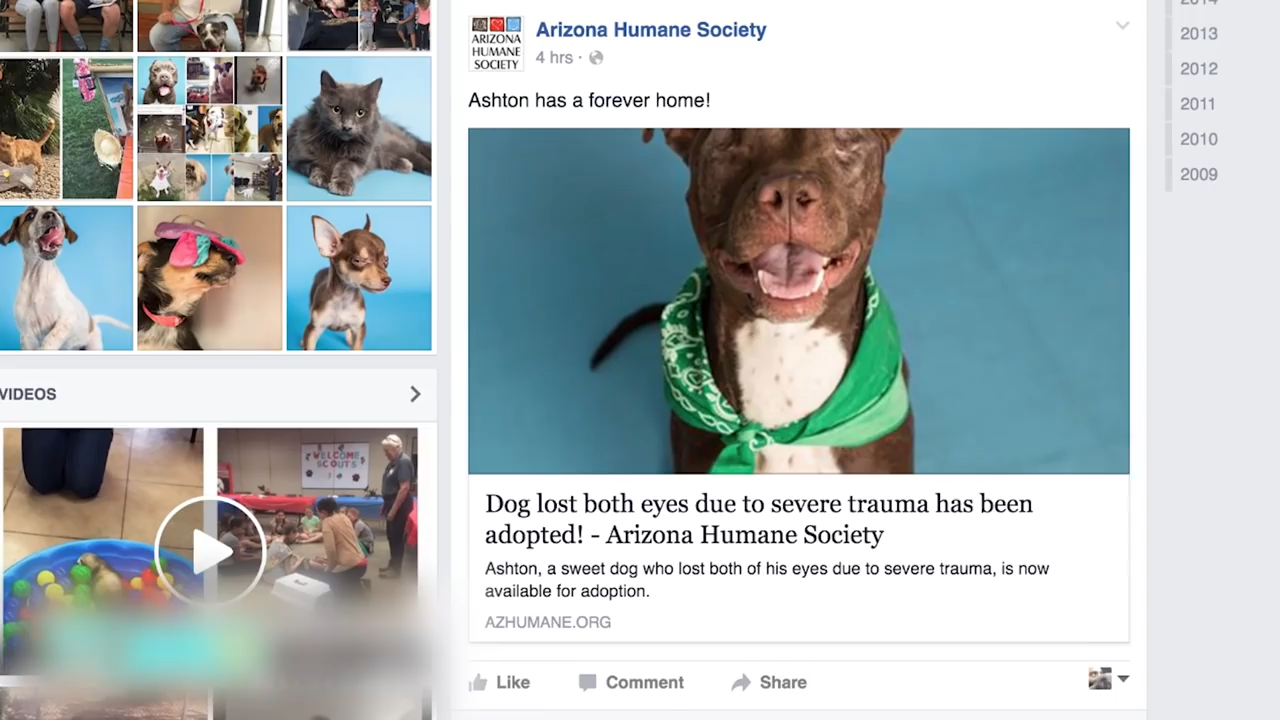 ARIZONA
HUMANE
SOCIETY
Arizona Humane Society
4 hrs ·
Ashton has a forever home!
Dog lost both eyes due to severe trauma has been
adopted! - Arizona Humane Society
Ashton, a sweet dog who lost both of his eyes due to severe trauma, is now
available for adoption.
AZHUMANE.ORG
Like Comment Share
VIDEOS
WELCOME
SCOUTS
2014
2013
2012
2011
2010
2009